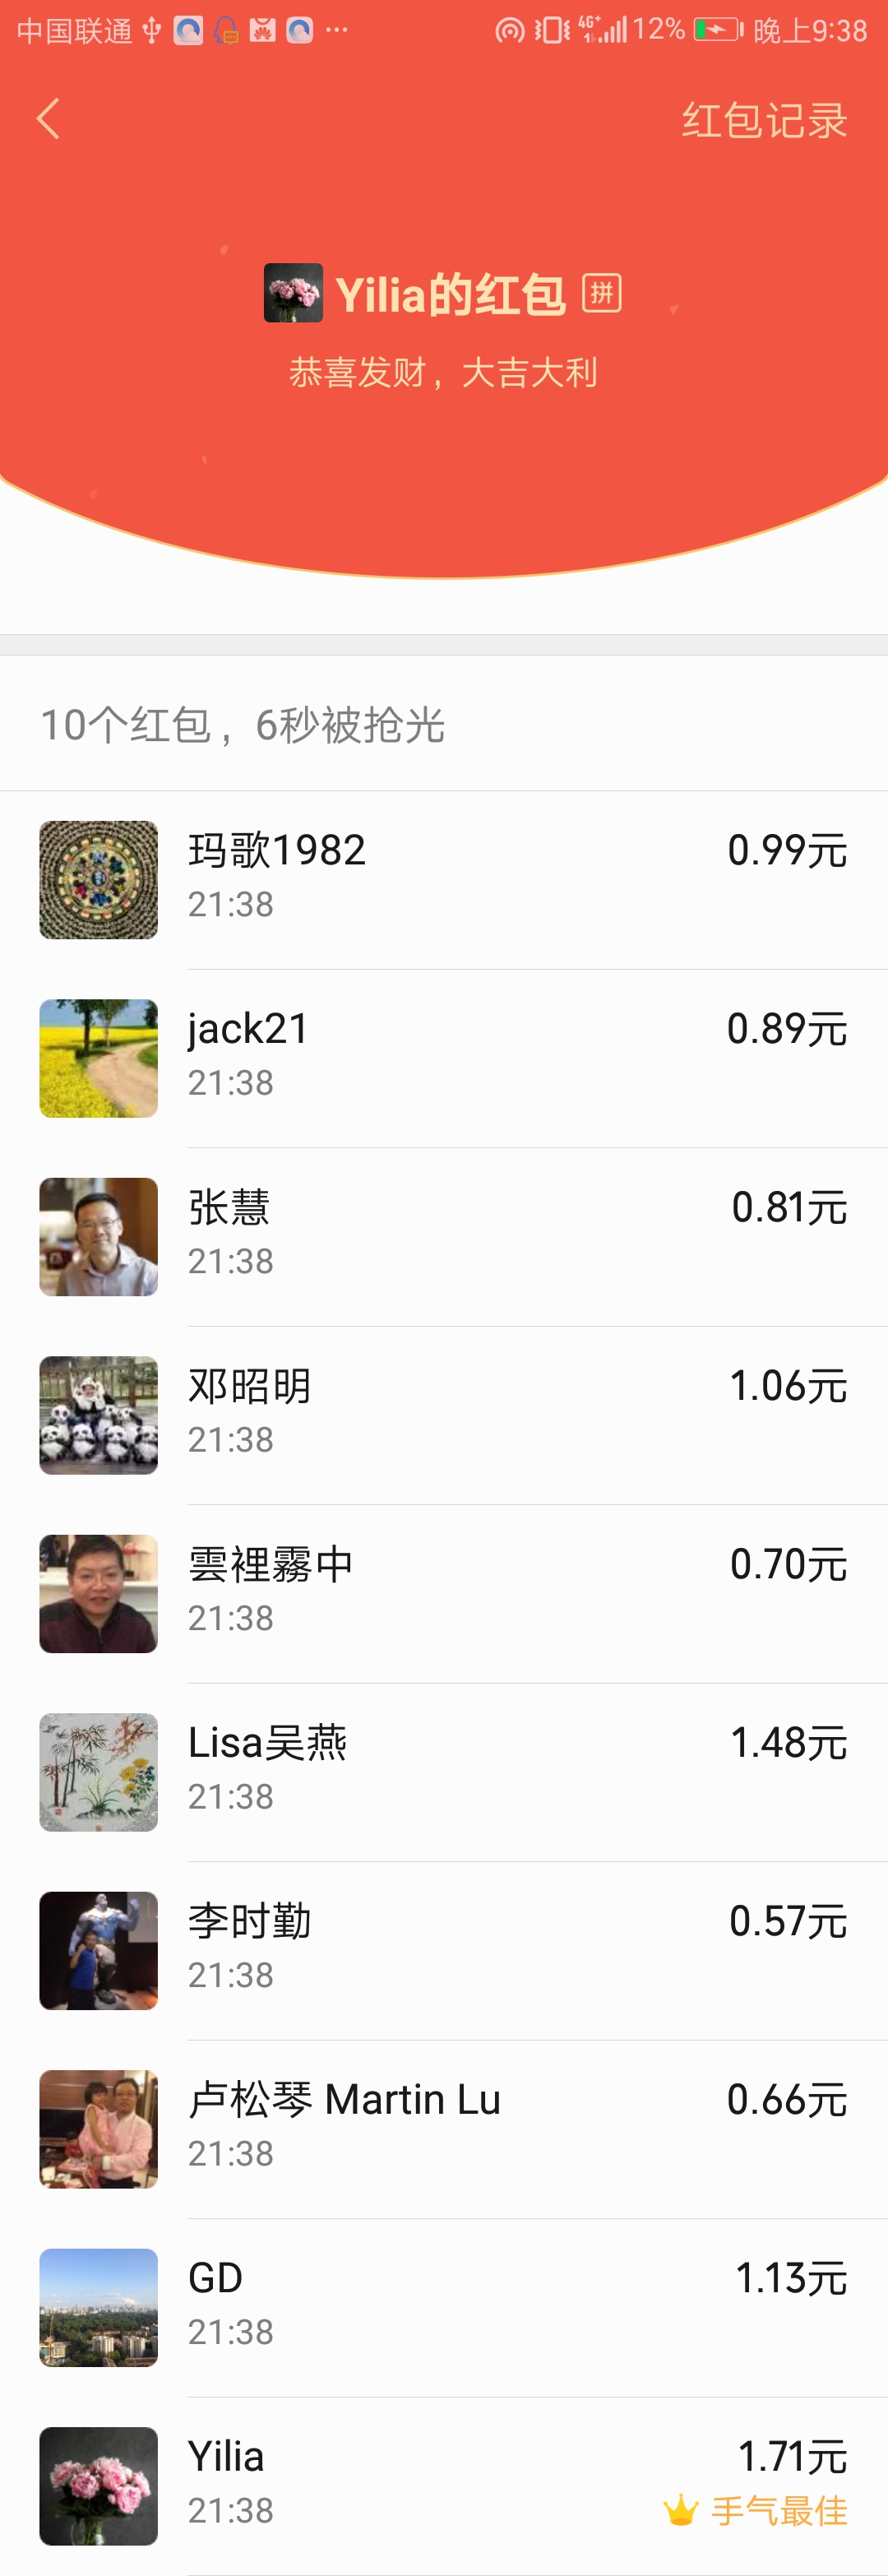 中国联通 4G+ 12% 晚上9:38
红包记录
Yilia的红包 拼
恭喜发财，大吉大利
10个红包，6秒被抢光
玛歌1982 0.99元
21:38
jack21 0.89元
21:38
张慧 0.81元
21:38
邓昭明 1.06元
21:38
雲裡霧中 0.70元
21:38
Lisa吴燕 1.48元
21:38
李时勤 0.57元
21:38
卢松琴 Martin Lu 0.66元
21:38
GD 1.13元
21:38
Yilia 1.71元
21:38 手气最佳